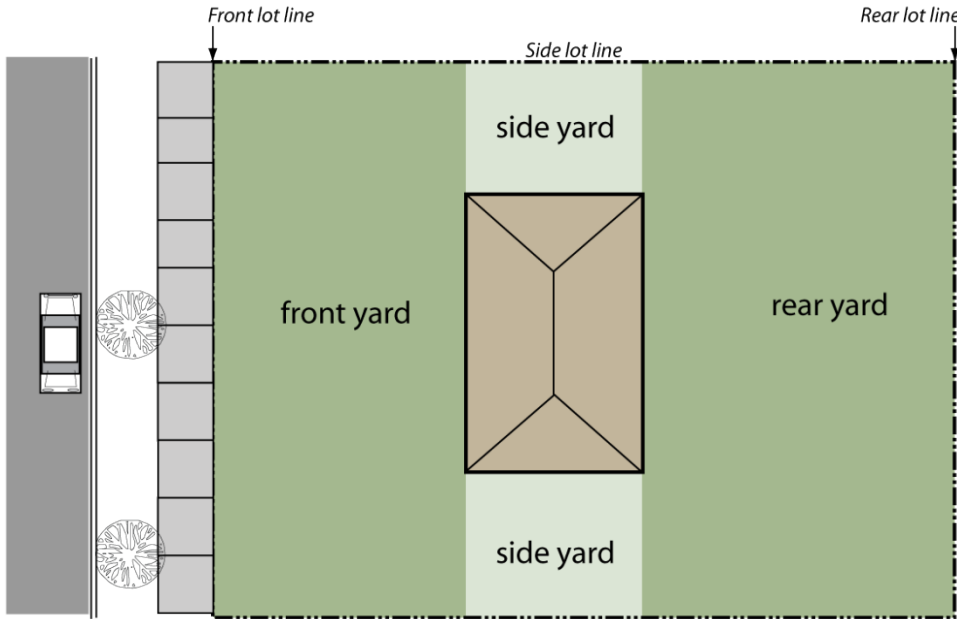 Front lot line
Rear lot line
Side lot line
side yard
front yard
rear yard
side yard